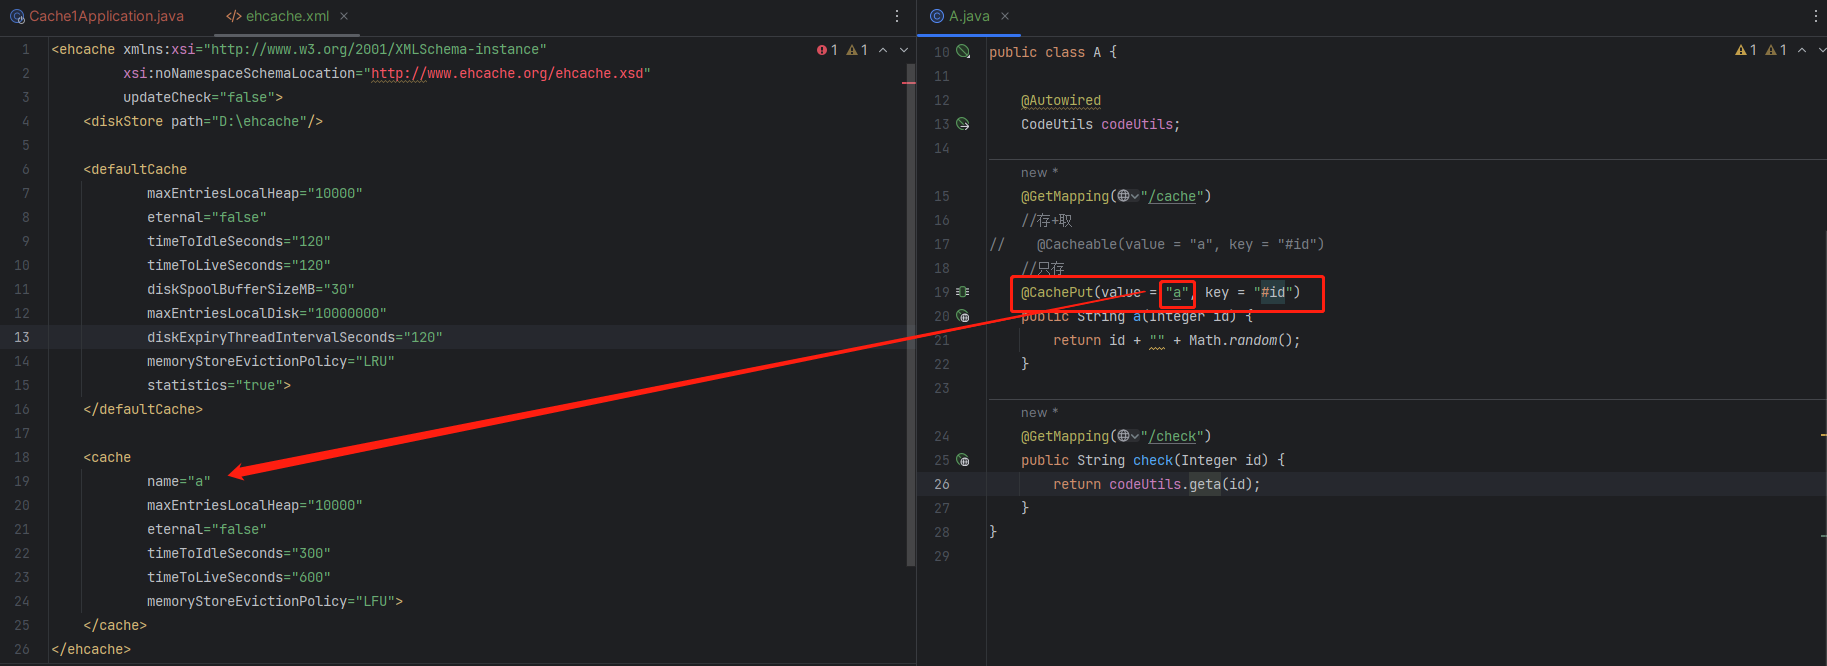 Cache1Application.java
ehcache.xml
1 <ehcache xmlns:xsi="http://www.w3.org/2001/XMLSchema-instance"
1 1
2 xsi:noNamespaceSchemaLocation="http://www.ehcache.org/ehcache.xsd"
3 updateCheck="false">
4 <diskStore path="D:\ehcache"/>
5
6 <defaultCache
7 maxEntriesLocalHeap="10000"
8 eternal="false"
9 timeToIdleSeconds="120"
10 timeToLiveSeconds="120"
11 diskSpoolBufferSizeMB="30"
12 maxEntriesLocalDisk="10000000"
13 diskExpiryThreadIntervalSeconds="120"
14 memoryStoreEvictionPolicy="LRU"
15 statistics="true">
16 </defaultCache>
17
18 <cache
19 name="a"
20 maxEntriesLocalHeap="10000"
21 eternal="false"
22 timeToIdleSeconds="300"
23 timeToLiveSeconds="600"
24 memoryStoreEvictionPolicy="LFU">
25 </cache>
26 </ehcache>
A.java
10 public class A {
1 1
11
12 @Autowired
13 CodeUtils codeUtils;
14
new *
15 @GetMapping("/cache")
16 //存+取
17 // @Cacheable(value = "a", key = "#id")
18 //只存
19 @CachePut(value = "a", key = "#id")
20 public String a(Integer id) {
21 return id + "" + Math.random();
22 }
23
new *
24 @GetMapping("/check")
25 public String check(Integer id) {
26 return codeUtils.geta(id);
27 }
28 }
29